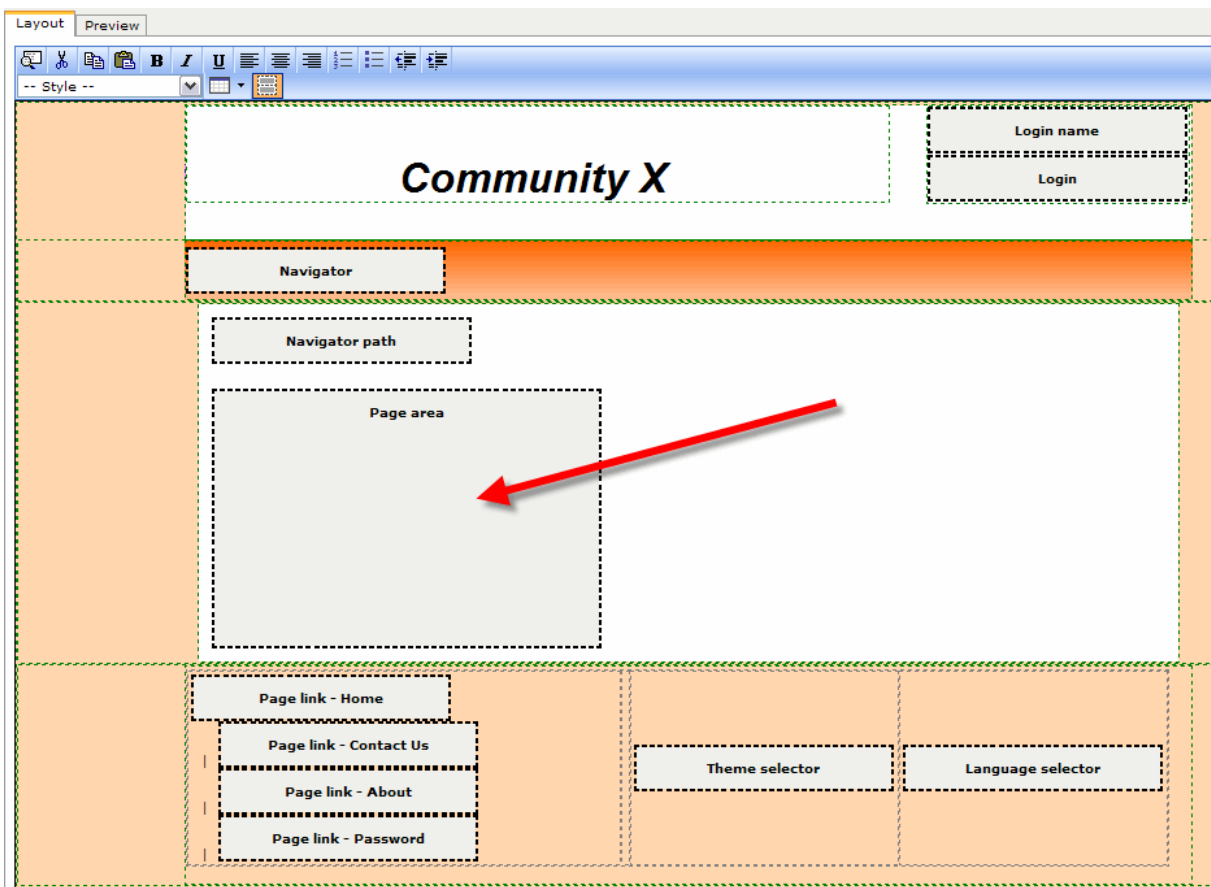 Layout Preview
B I U
-- Style --
Community X
Login name
Login
Navigator
Navigator path
Page area
Page link - Home
| Page link - Contact Us
| Page link - About
| Page link - Password
Theme selector
Language selector